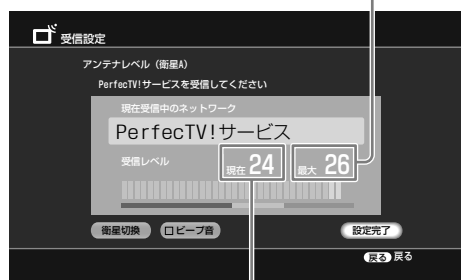 受信設定
アンテナレベル（衛星A）
PerfecTV!サービスを受信してください
現在受信中のネットワーク
PerfecTV!サービス
受信レベル 現在 24 最大 26
衛星切換 ビープ音 設定完了
戻る 戻る